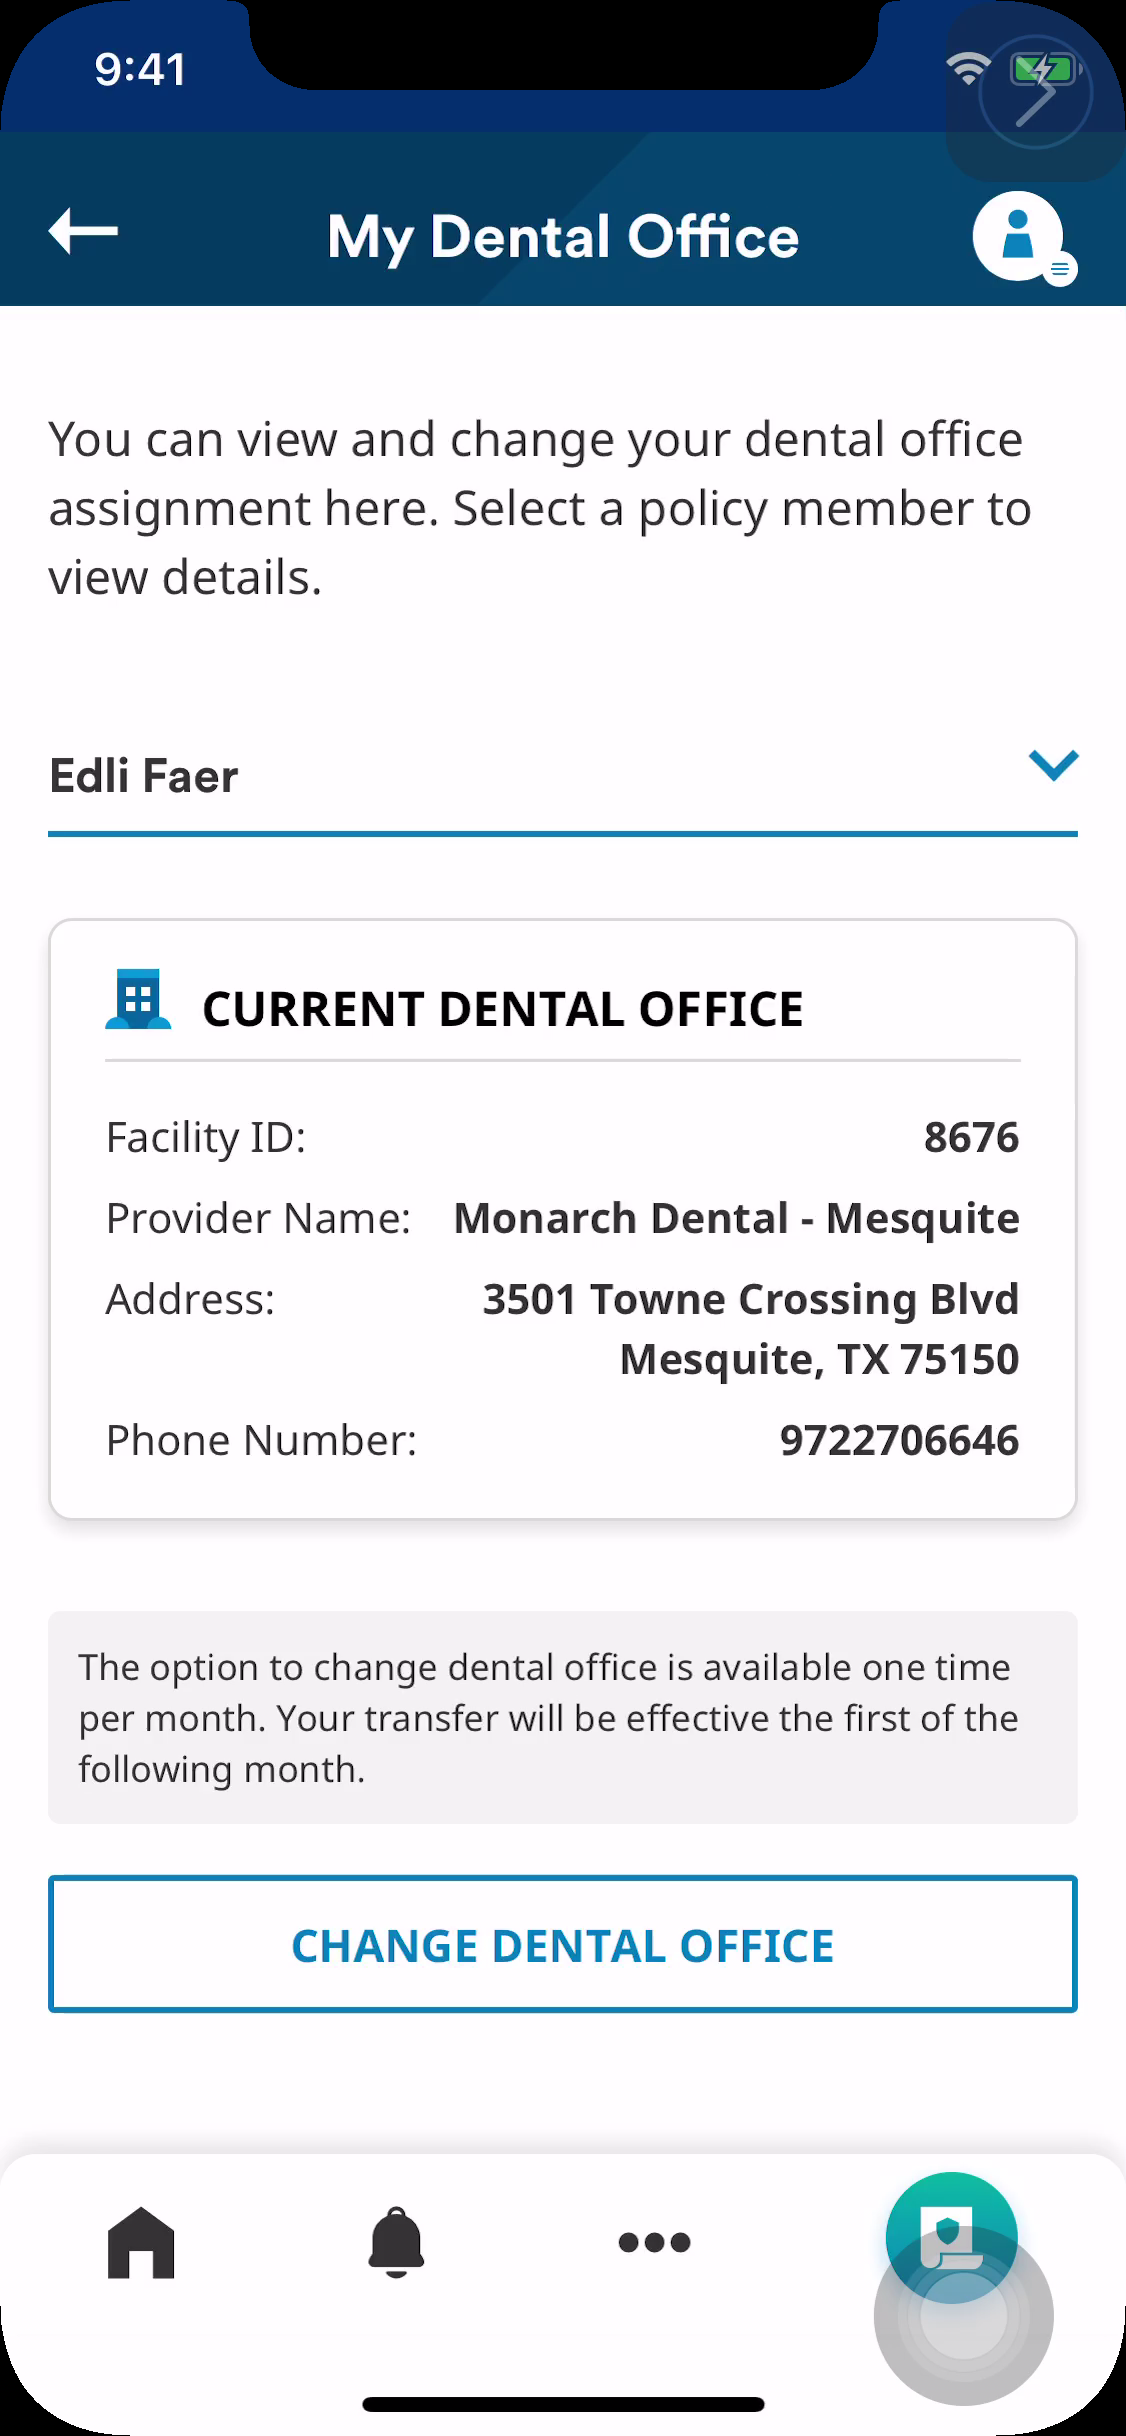 9:41
My Dental Office
You can view and change your dental office
assignment here. Select a policy member to
view details.
Edli Faer
CURRENT DENTAL OFFICE
Facility ID: 8676
Provider Name: Monarch Dental - Mesquite
Address: 3501 Towne Crossing Blvd
Mesquite, TX 75150
Phone Number: 9722706646
The option to change dental office is available one time
per month. Your transfer will be effective the first of the
following month.
CHANGE DENTAL OFFICE